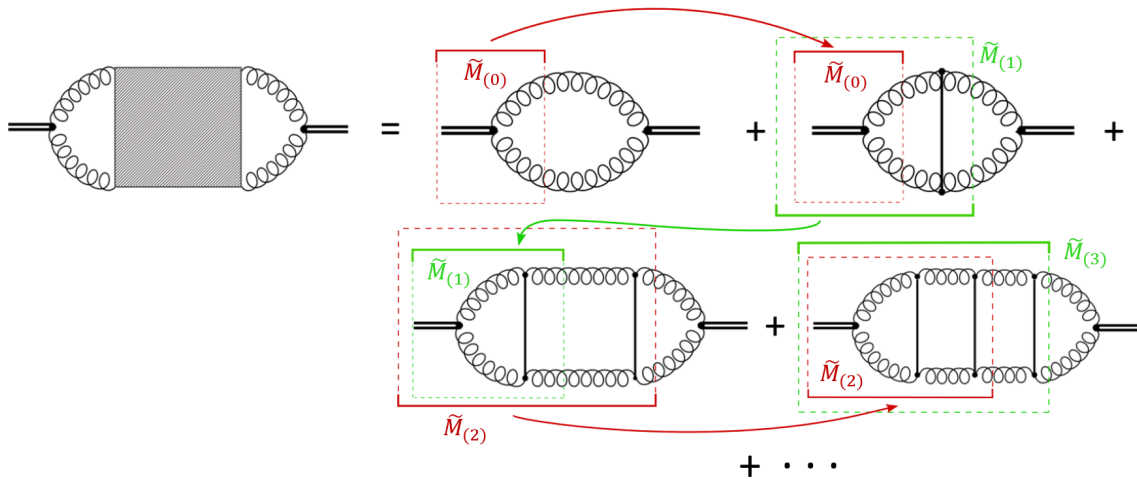 M̃(0)
M̃(0)
M̃(1)
= + +
M̃(1)
M̃(3)
+
M̃(2)
M̃(2)
+ · · ·